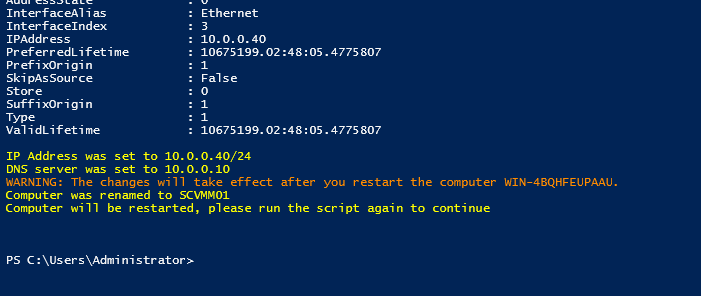 AddressState : 0
InterfaceAlias : Ethernet
InterfaceIndex : 3
IPAddress : 10.0.0.40
PreferredLifetime : 10675199.02:48:05.4775807
PrefixOrigin : 1
SkipAsSource : False
Store : 0
SuffixOrigin : 1
Type : 1
ValidLifetime : 10675199.02:48:05.4775807
IP Address was set to 10.0.0.40/24
DNS server was set to 10.0.0.10
WARNING: The changes will take effect after you restart the computer WIN-4BQHFEUPAAU.
Computer was renamed to SCVMM01
Computer will be restarted, please run the script again to continue
PS C:\Users\Administrator>